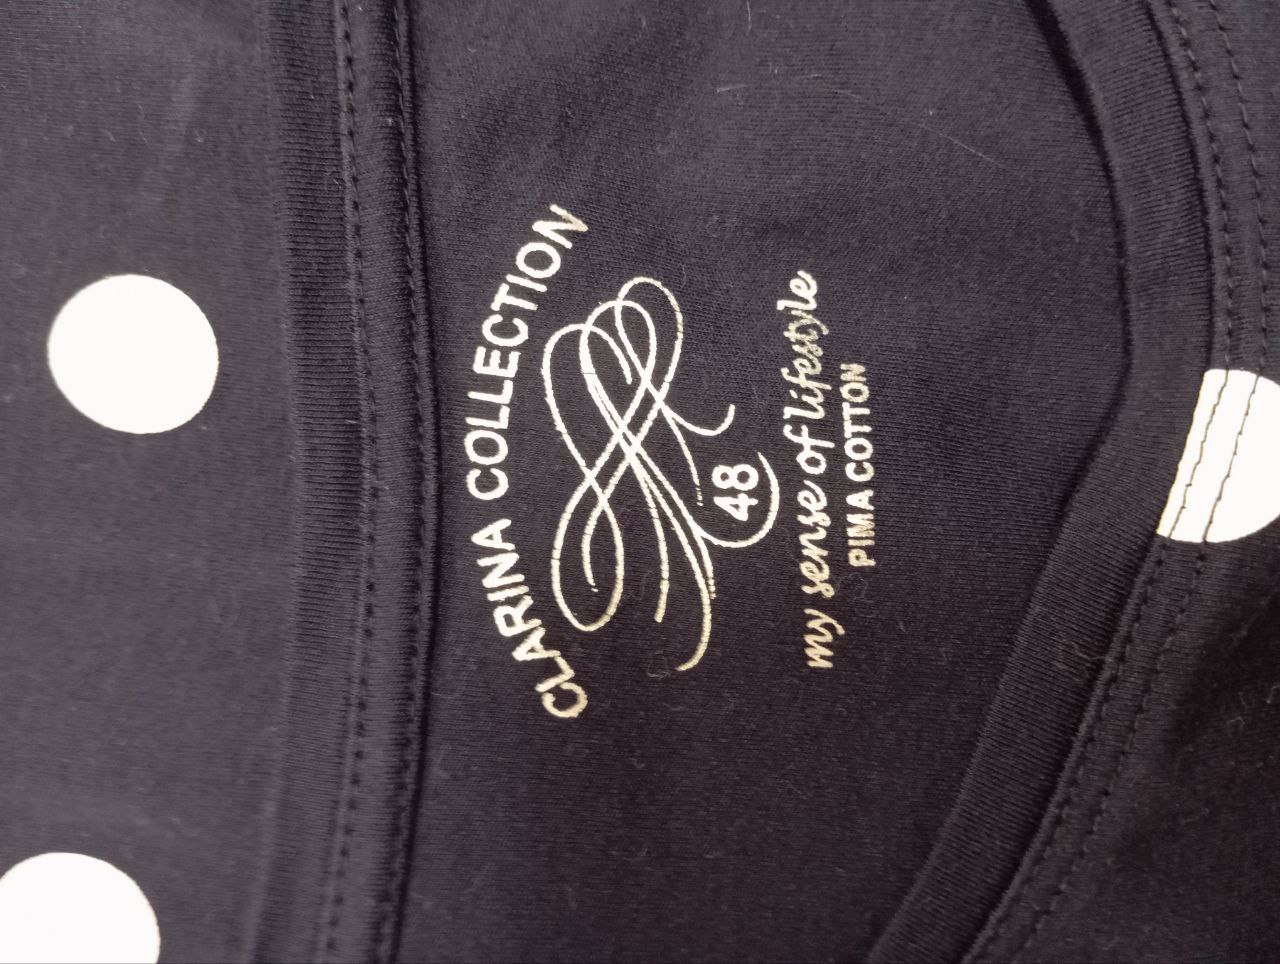 CLARINA COLLECTION
48
my sense of lifestyle
PIMA COTTON